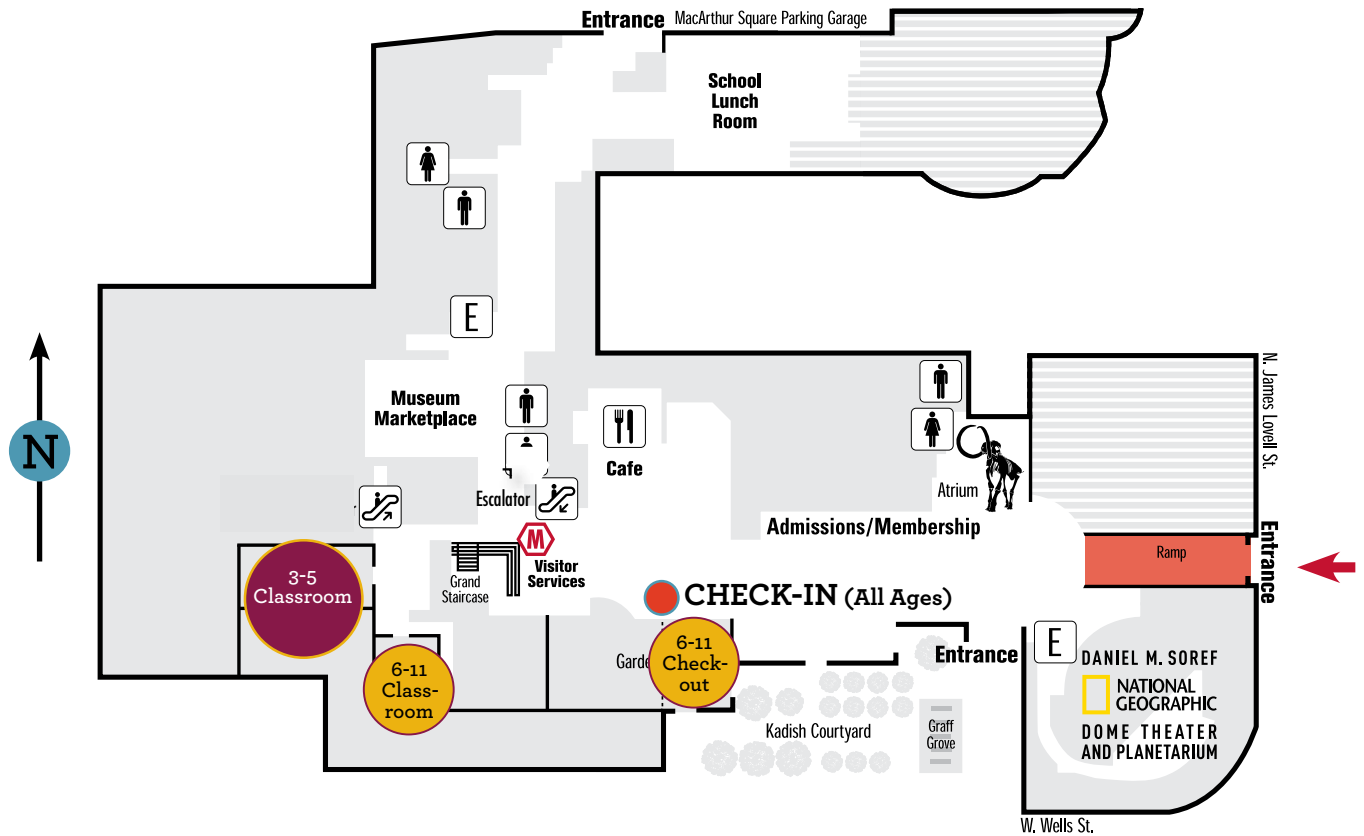 Entrance
MacArthur Square Parking Garage
School
Lunch
Room
E
N. James Lovell St.
Museum
Marketplace
N
Cafe
Atrium
Escalator
Admissions/Membership
M
Visitor
Services
Grand
Staircase
Ramp
Entrance
3-5
Classroom
CHECK-IN (All Ages)
6-11
Check-
out
Garde
Entrance
E
6-11
Class-
room
DANIEL M. SOREF
NATIONAL
GEOGRAPHIC
DOME THEATER
AND PLANETARIUM
Kadish Courtyard
Graff
Grove
W. Wells St.